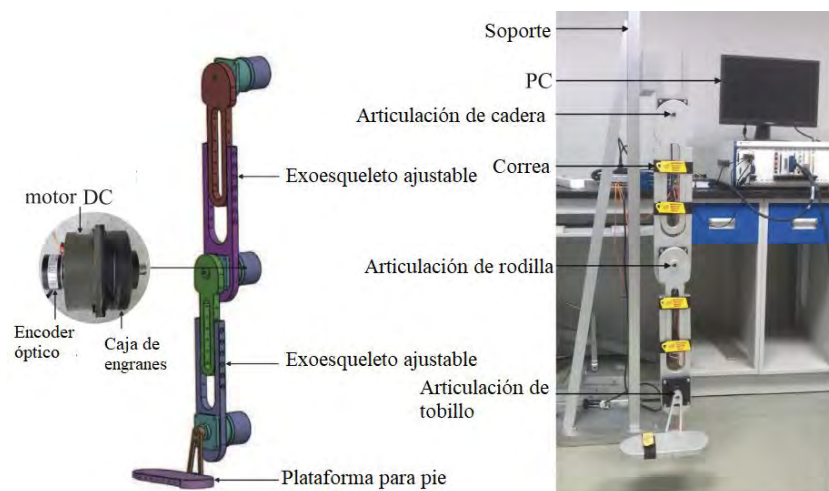 Soporte
PC
Articulación de cadera
Correa
Exoesqueleto ajustable
motor DC
Articulación de rodilla
Encoder
óptico
Caja de
engranes
Exoesqueleto ajustable
Articulación de
tobillo
Plataforma para pie